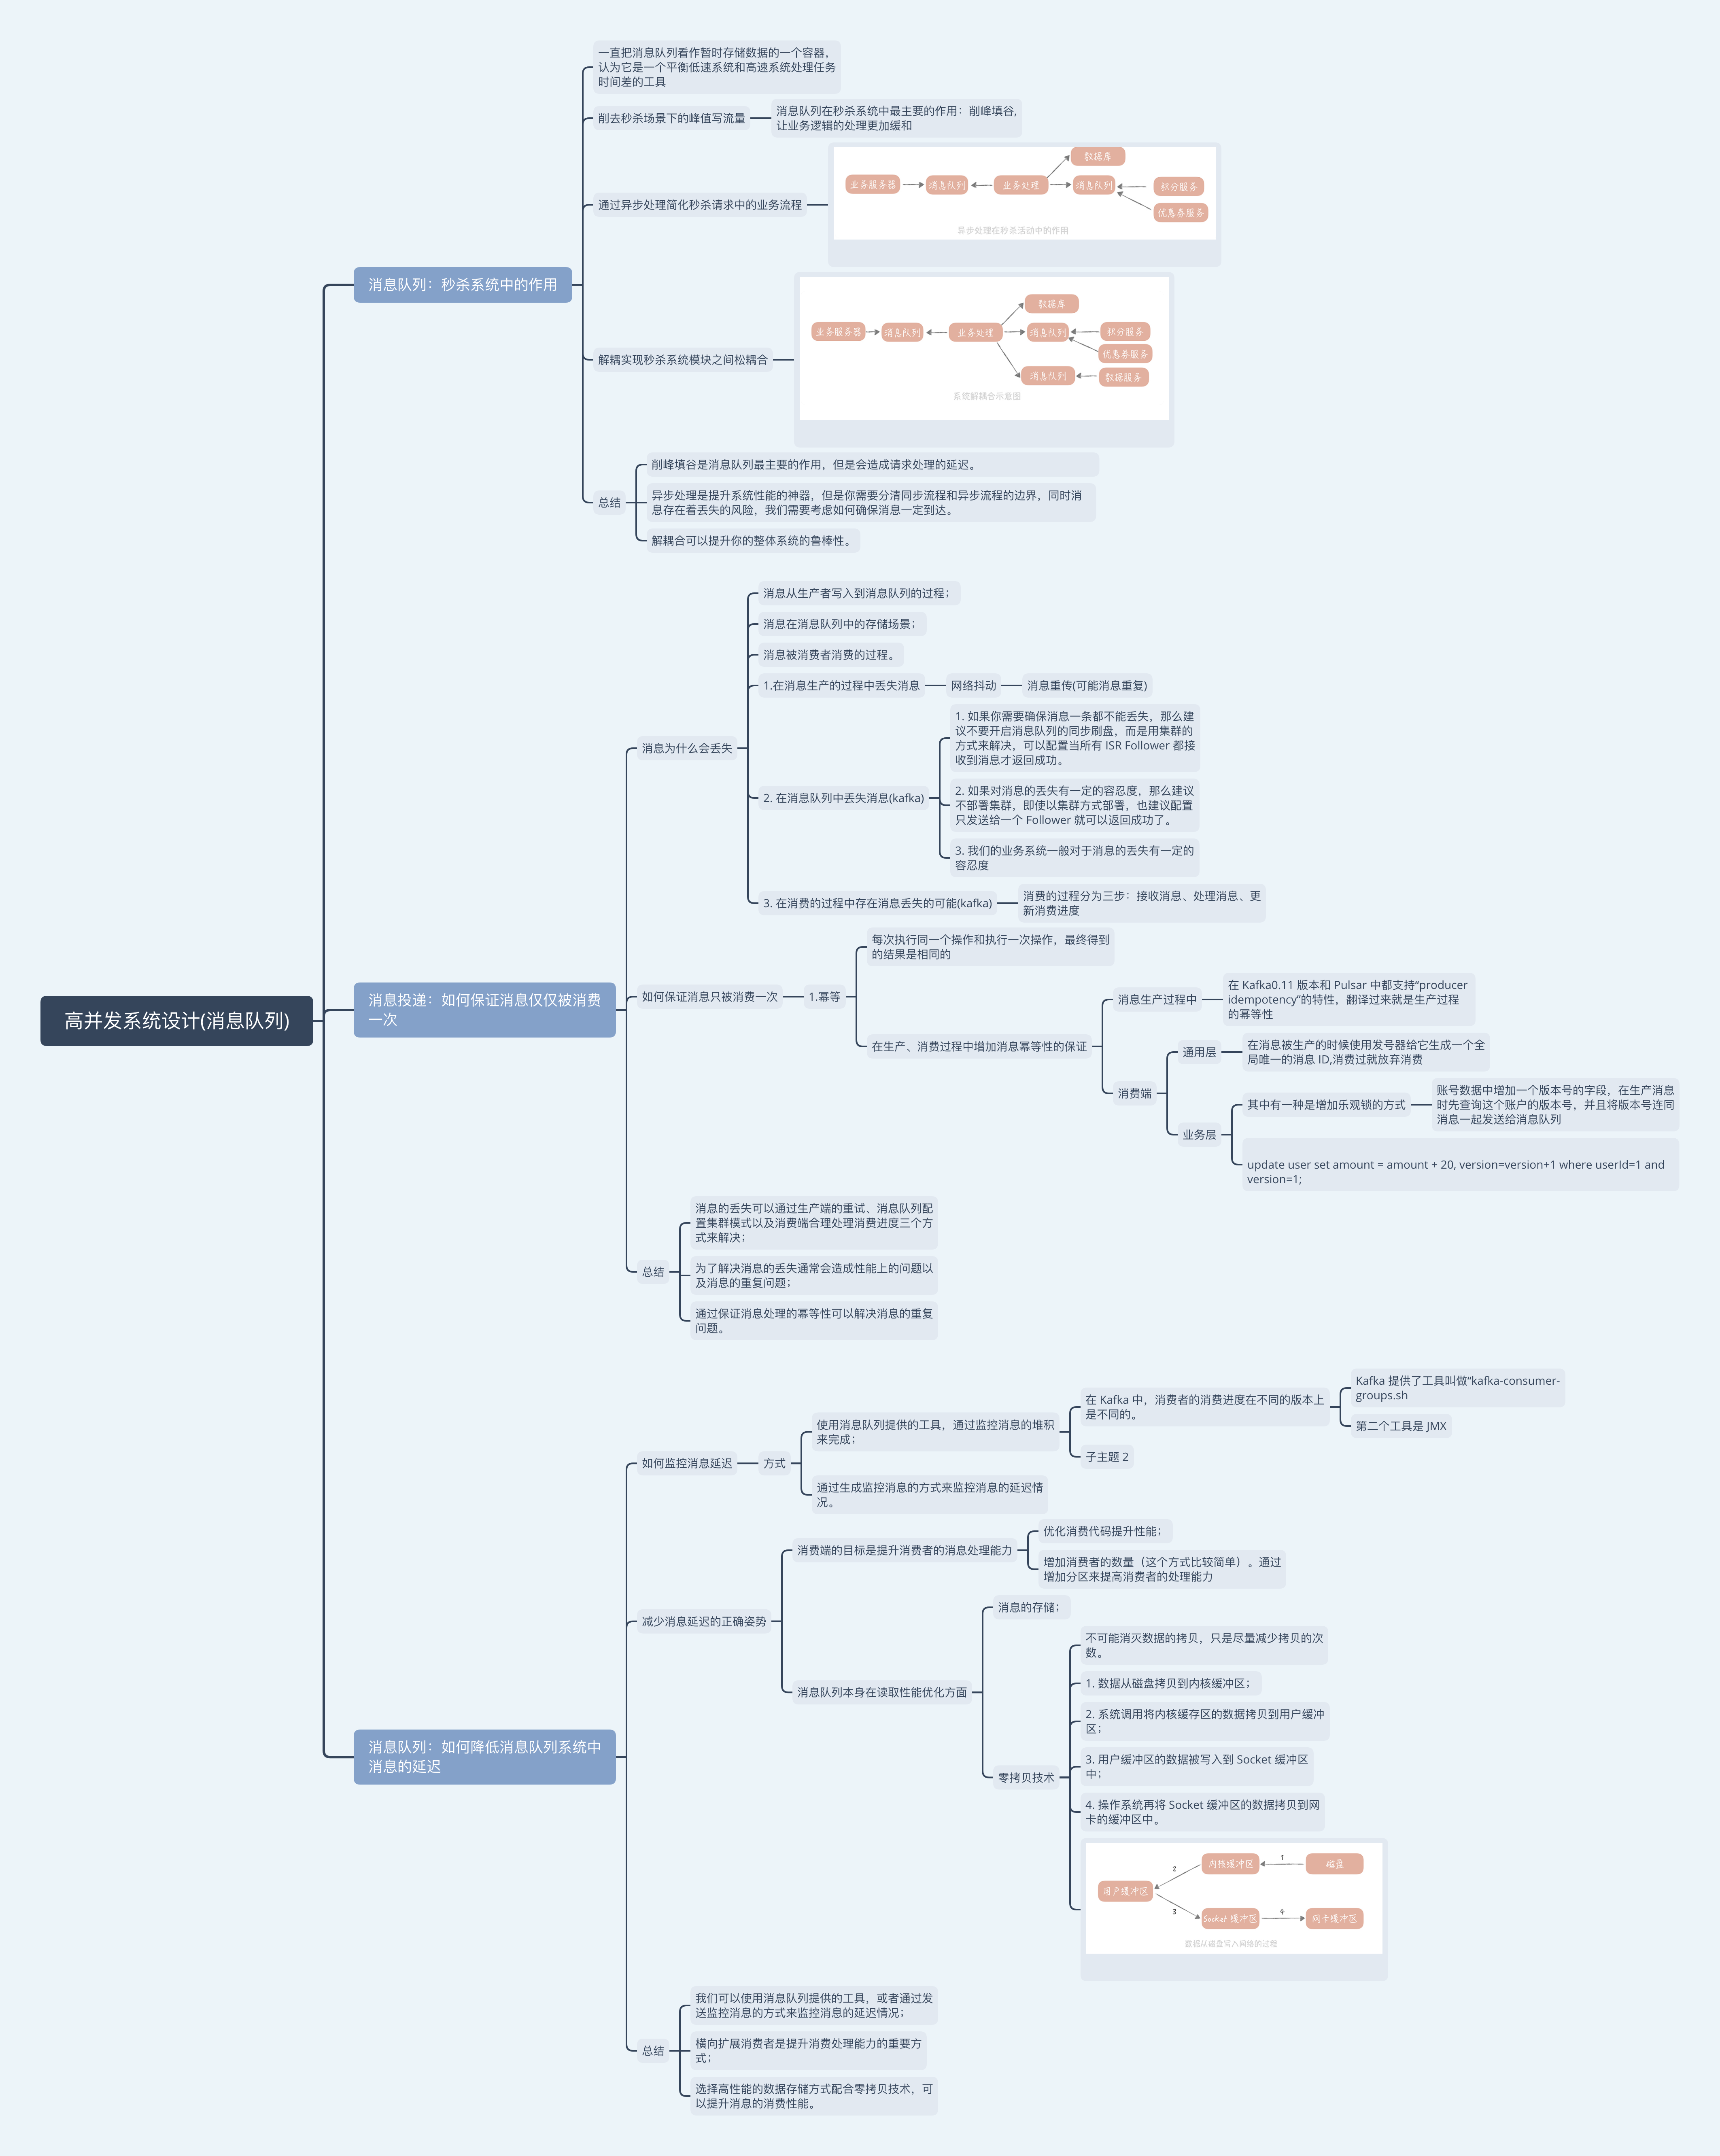 高并发系统设计(消息队列)
消息队列：秒杀系统中的作用
一直把消息队列看作暂时存储数据的一个容器，
认为它是一个平衡低速系统和高速系统处理任务
时间差的工具
削去秒杀场景下的峰值写流量
消息队列在秒杀系统中最主要的作用：削峰填谷,
让业务逻辑的处理更加缓和
通过异步处理简化秒杀请求中的业务流程
数据库
业务服务器
消息队列
业务处理
消息队列
积分服务
优惠券服务
异步处理在秒杀活动中的作用
解耦实现秒杀系统模块之间松耦合
数据库
业务服务器
消息队列
业务处理
消息队列
积分服务
优惠券服务
消息队列
数据服务
系统解耦合示意图
总结
削峰填谷是消息队列最主要的作用，但是会造成请求处理的延迟。
异步处理是提升系统性能的神器，但是你需要分清同步流程和异步流程的边界，同时消
息存在着丢失的风险，我们需要考虑如何确保消息一定到达。
解耦合可以提升你的整体系统的鲁棒性。
消息投递：如何保证消息仅仅被消费
一次
消息为什么会丢失
消息从生产者写入到消息队列的过程；
消息在消息队列中的存储场景；
消息被消费者消费的过程。
1.在消息生产的过程中丢失消息
网络抖动
消息重传(可能消息重复)
2. 在消息队列中丢失消息(kafka)
1. 如果你需要确保消息一条都不能丢失，那么建
议不要开启消息队列的同步刷盘，而是用集群的
方式来解决，可以配置当所有 ISR Follower 都接
收到消息才返回成功。
2. 如果对消息的丢失有一定的容忍度，那么建议
不部署集群，即使以集群方式部署，也建议配置
只发送给一个 Follower 就可以返回成功了。
3. 我们的业务系统一般对于消息的丢失有一定的
容忍度
3. 在消费的过程中存在消息丢失的可能(kafka)
消费的过程分为三步：接收消息、处理消息、更
新消费进度
如何保证消息只被消费一次
1.幂等
每次执行同一个操作和执行一次操作，最终得到
的结果是相同的
在生产、消费过程中增加消息幂等性的保证
消息生产过程中
在 Kafka0.11 版本和 Pulsar 中都支持“producer
idempotency”的特性，翻译过来就是生产过程
的幂等性
消费端
通用层
在消息被生产的时候使用发号器给它生成一个全
局唯一的消息 ID,消费过就放弃消费
业务层
其中有一种是增加乐观锁的方式
账号数据中增加一个版本号的字段，在生产消息
时先查询这个账户的版本号，并且将版本号连同
消息一起发送给消息队列
update user set amount = amount + 20, version=version+1 where userId=1 and
version=1;
总结
消息的丢失可以通过生产端的重试、消息队列配
置集群模式以及消费端合理处理消费进度三个方
式来解决；
为了解决消息的丢失通常会造成性能上的问题以
及消息的重复问题；
通过保证消息处理的幂等性可以解决消息的重复
问题。
消息队列：如何降低消息队列系统中
消息的延迟
如何监控消息延迟
方式
使用消息队列提供的工具，通过监控消息的堆积
来完成；
在 Kafka 中，消费者的消费进度在不同的版本上
是不同的。
Kafka 提供了工具叫做“kafka-consumer-
groups.sh
第二个工具是 JMX
子主题 2
通过生成监控消息的方式来监控消息的延迟情
况。
减少消息延迟的正确姿势
消费端的目标是提升消费者的消息处理能力
优化消费代码提升性能；
增加消费者的数量（这个方式比较简单）。通过
增加分区来提高消费者的处理能力
消息队列本身在读取性能优化方面
消息的存储；
零拷贝技术
不可能消灭数据的拷贝，只是尽量减少拷贝的次
数。
1. 数据从磁盘拷贝到内核缓冲区；
2. 系统调用将内核缓存区的数据拷贝到用户缓冲
区；
3. 用户缓冲区的数据被写入到 Socket 缓冲区
中；
4. 操作系统再将 Socket 缓冲区的数据拷贝到网
卡的缓冲区中。
内核缓冲区
1
磁盘
2
用户缓冲区
3
Socket 缓冲区
4
网卡缓冲区
数据从磁盘写入网络的过程
总结
我们可以使用消息队列提供的工具，或者通过发
送监控消息的方式来监控消息的延迟情况；
横向扩展消费者是提升消费处理能力的重要方
式；
选择高性能的数据存储方式配合零拷贝技术，可
以提升消息的消费性能。